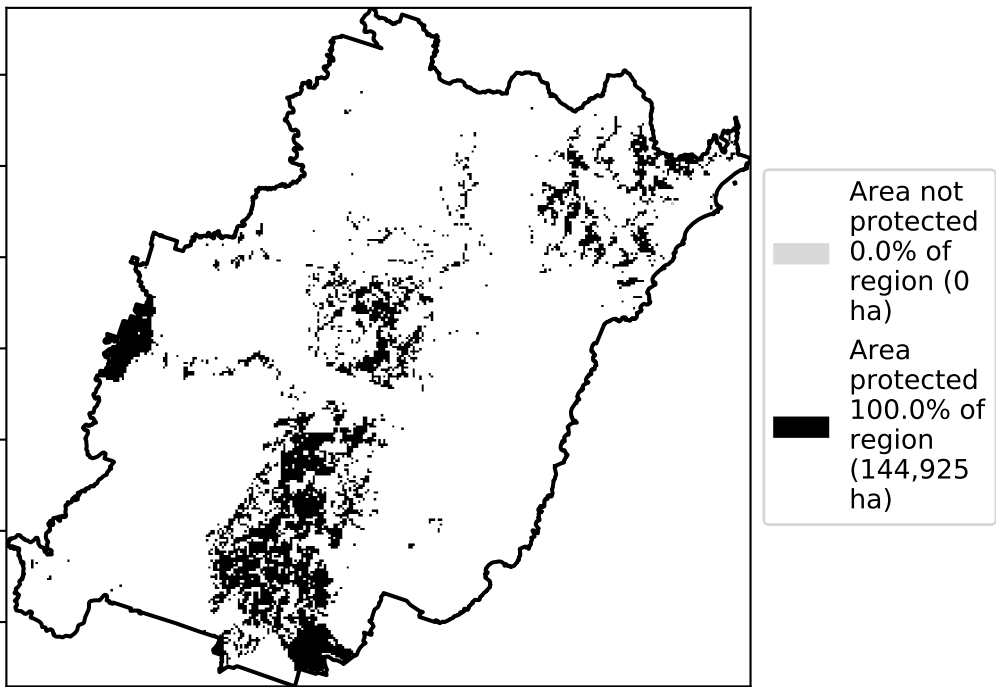 Area not
protected
0.0% of
region (0
ha)
Area
protected
100.0% of
region
(144,925
ha)